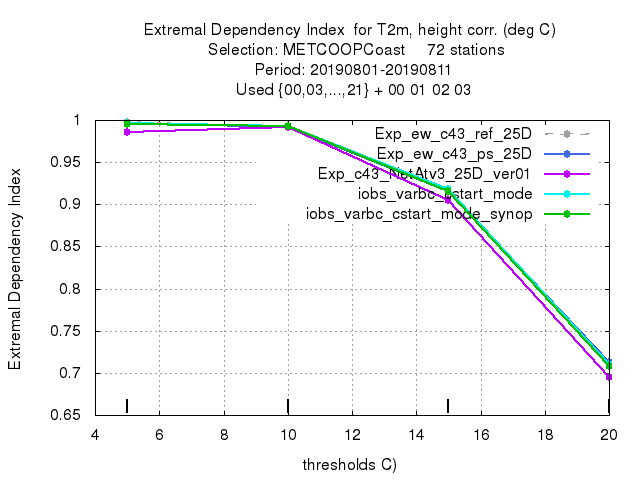 Extremal Dependency Index  for T2m, height corr. (deg C)
Selection: METCOOPCoast     72 stations
Period: 20190801-20190811
Used {00,03,...,21} + 00 01 02 03
Extremal Dependency Index
1
0.95
0.9
0.85
0.8
0.75
0.7
0.65
Exp_ew_c43_ref_25D
Exp_ew_c43_ps_25D
Exp_c43_NetAtv3_25D_ver01
iobs_varbc_cstart_mode
iobs_varbc_cstart_mode_synop
4 6 8 10 12 14 16 18 20
thresholds C)